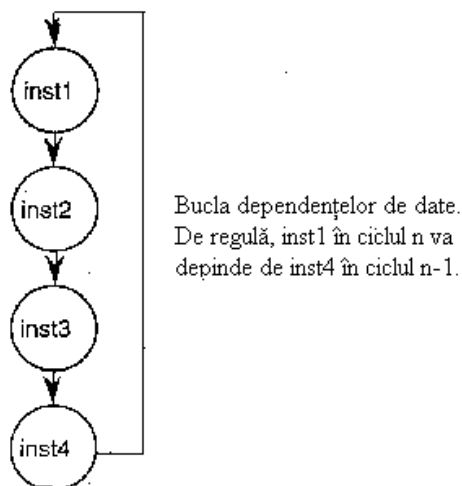 inst1
inst2
inst3
inst4
Bucla dependențelor de date.
De regulă, inst1 în ciclul n va
depinde de inst4 în ciclul n-1.